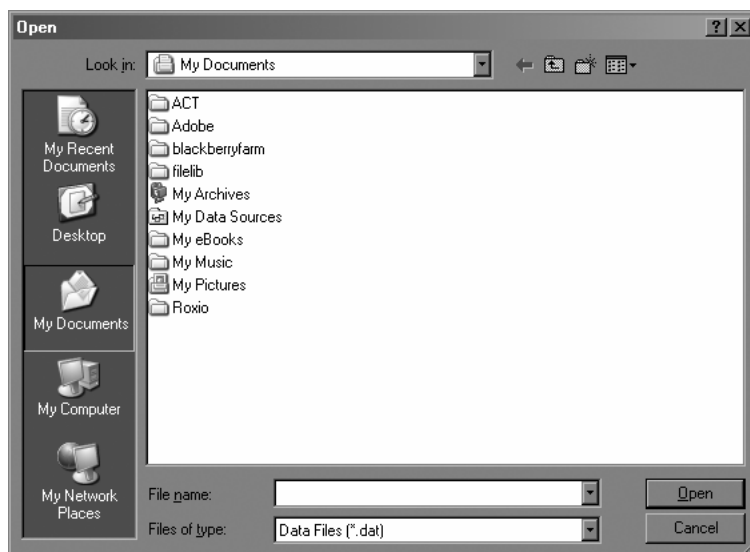 Open
Look in: My Documents
My Recent
Documents
Desktop
My Documents
My Computer
My Network
Places
ACT
Adobe
blackberryfarm
filelib
My Archives
My Data Sources
My eBooks
My Music
My Pictures
Roxio
File name:
Open
Files of type: Data Files (*.dat)
Cancel